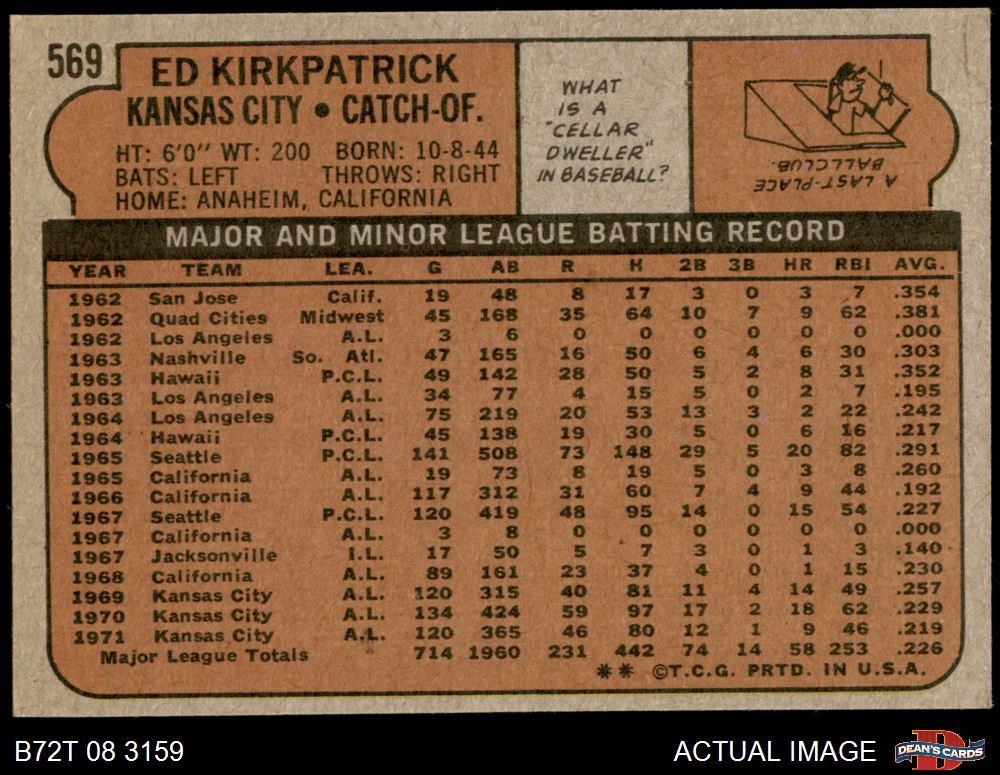 569
ED KIRKPATRICK
KANSAS CITY • CATCH-OF.
HT: 6'0" WT: 200 BORN: 10-8-44
BATS: LEFT THROWS: RIGHT
HOME: ANAHEIM, CALIFORNIA
WHAT
IS A
"CELLAR
DWELLER"
IN BASEBALL?
A LAST-PLACE
BALLCLUB.
MAJOR AND MINOR LEAGUE BATTING RECORD
YEAR TEAM LEA. G AB R H 2B 3B HR RBI AVG.
1962 San Jose Calif. 19 48 8 17 3 0 3 7 .354
1962 Quad Cities Midwest 45 168 35 64 10 7 9 62 .381
1962 Los Angeles A.L. 3 6 0 0 0 0 0 0 .000
1963 Nashville So. Atl. 47 165 16 50 6 4 6 30 .303
1963 Hawaii P.C.L. 49 142 28 50 5 2 8 31 .352
1963 Los Angeles A.L. 34 77 4 15 5 0 2 7 .195
1964 Los Angeles A.L. 75 219 20 53 13 3 2 22 .242
1964 Hawaii P.C.L. 45 138 19 30 5 0 6 16 .217
1965 Seattle P.C.L. 141 508 73 148 29 5 20 82 .291
1965 California A.L. 19 73 8 19 5 0 3 8 .260
1966 California A.L. 117 312 31 60 7 4 9 44 .192
1967 Seattle P.C.L. 120 419 48 95 14 0 15 54 .227
1967 California A.L. 3 8 0 0 0 0 0 0 .000
1967 Jacksonville I.L. 17 50 5 7 3 0 1 3 .140
1968 California A.L. 89 161 23 37 4 0 1 15 .230
1969 Kansas City A.L. 120 315 40 81 11 4 14 49 .257
1970 Kansas City A.L. 134 424 59 97 17 2 18 62 .229
1971 Kansas City A.L. 120 365 46 80 12 1 9 46 .219
Major League Totals 714 1960 231 442 74 14 58 253 .226
** ©T.C.G. PRTD. IN U.S.A.
B72T 08 3159
ACTUAL IMAGE
DEAN'S CARDS